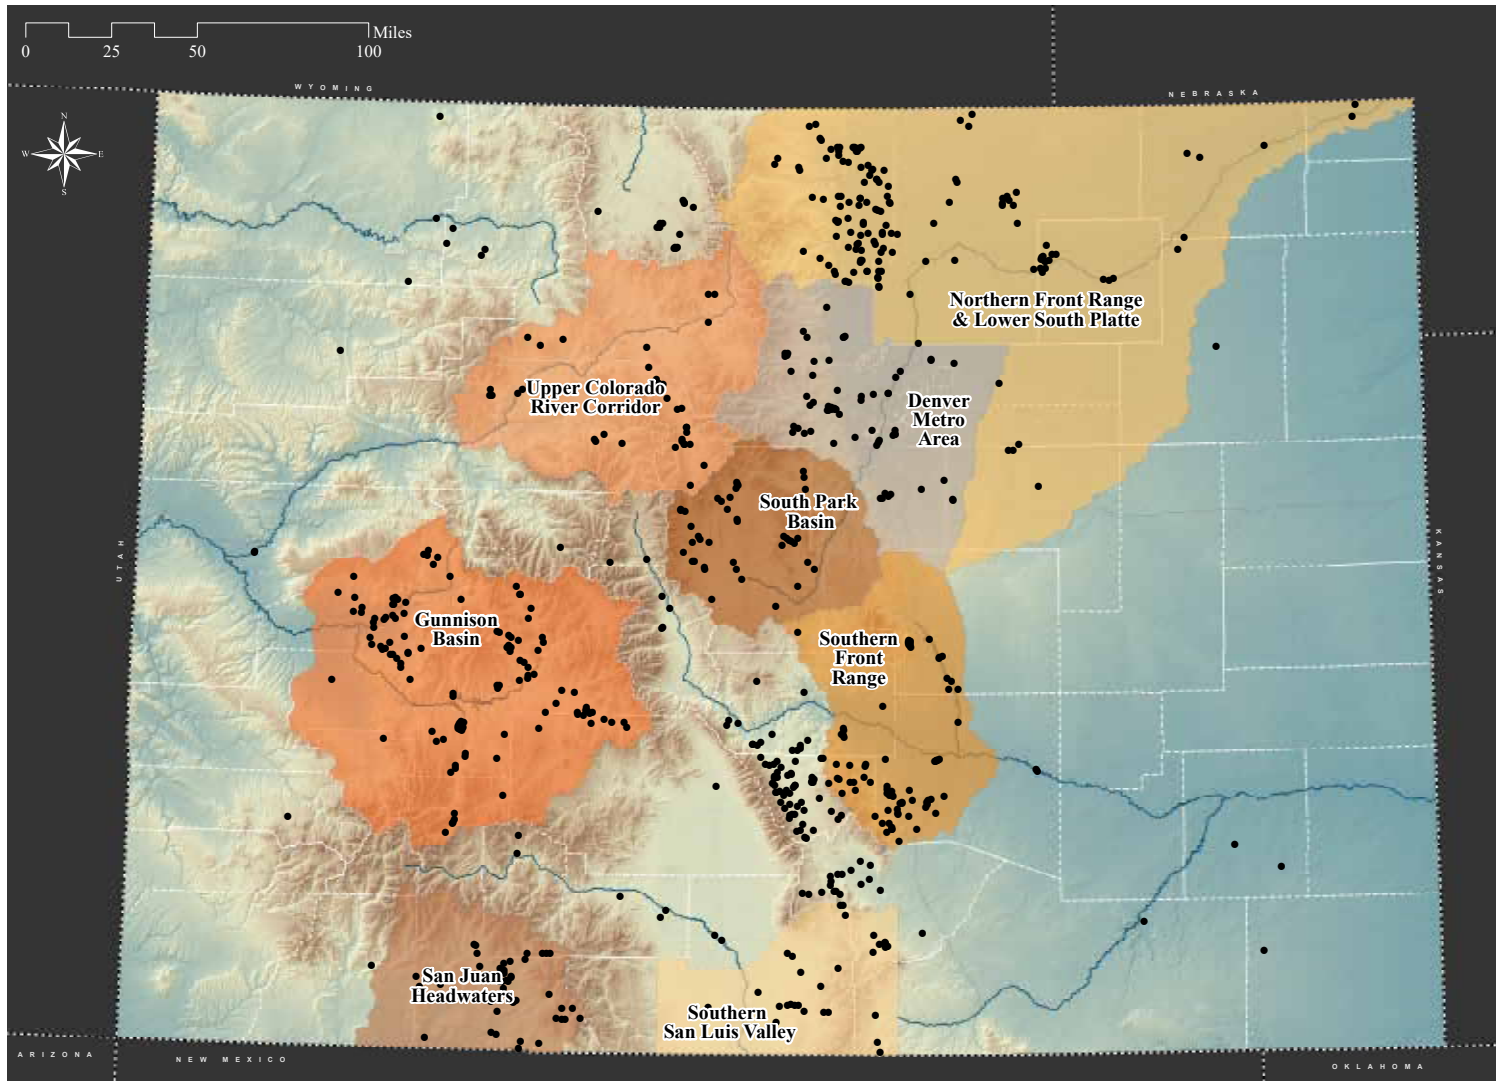 Miles
0 25 50 100
WYOMING
NEBRASKA
N
W E
S
Northern Front Range
& Lower South Platte
Upper Colorado
River Corridor
Denver
Metro
Area
South Park
Basin
UTAH
KANSAS
Gunnison
Basin
Southern
Front
Range
San Juan
Headwaters
Southern
San Luis Valley
ARIZONA
NEW MEXICO
OKLAHOMA